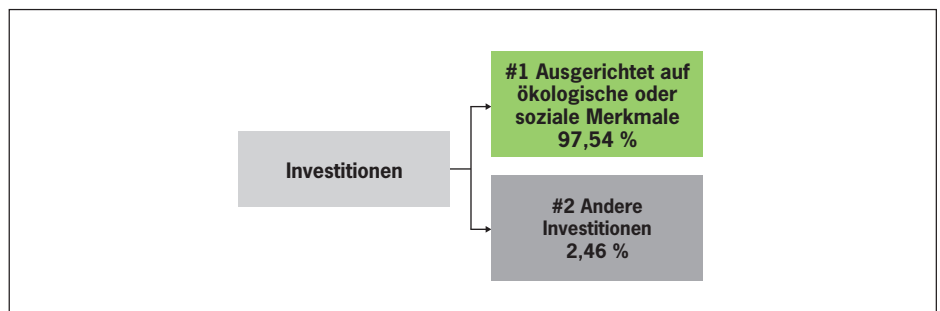 Investitionen
#1 Ausgerichtet auf
ökologische oder
soziale Merkmale
97,54 %
#2 Andere
Investitionen
2,46 %